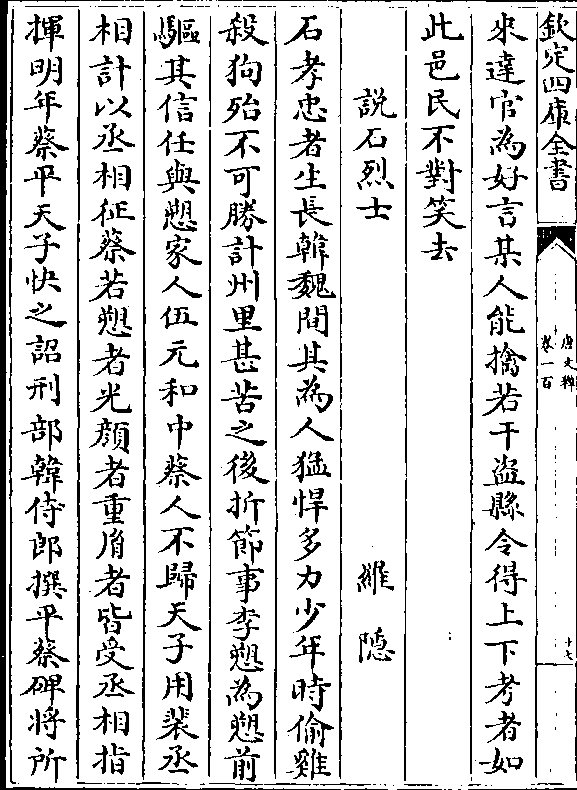 欽定四庫全書
唐文粹
卷一百
十七
來達官為好言某人能擒若干盗縣令得上下考者如
此邑民不對笑去
說石烈士
羅隠
石孝忠者生長韓魏間其為人猛悍多力少年時偷雞
殺狗殆不可勝計州里甚苦之後折節事李愬為愬前
驅其信任與愬家人伍元和中蔡人不歸天子用裴丞
相計以丞相征蔡若愬者光顔者重𦙍者皆受丞相指
揮明年蔡平天子快之詔刑部韓侍郎撰平蔡碑將所